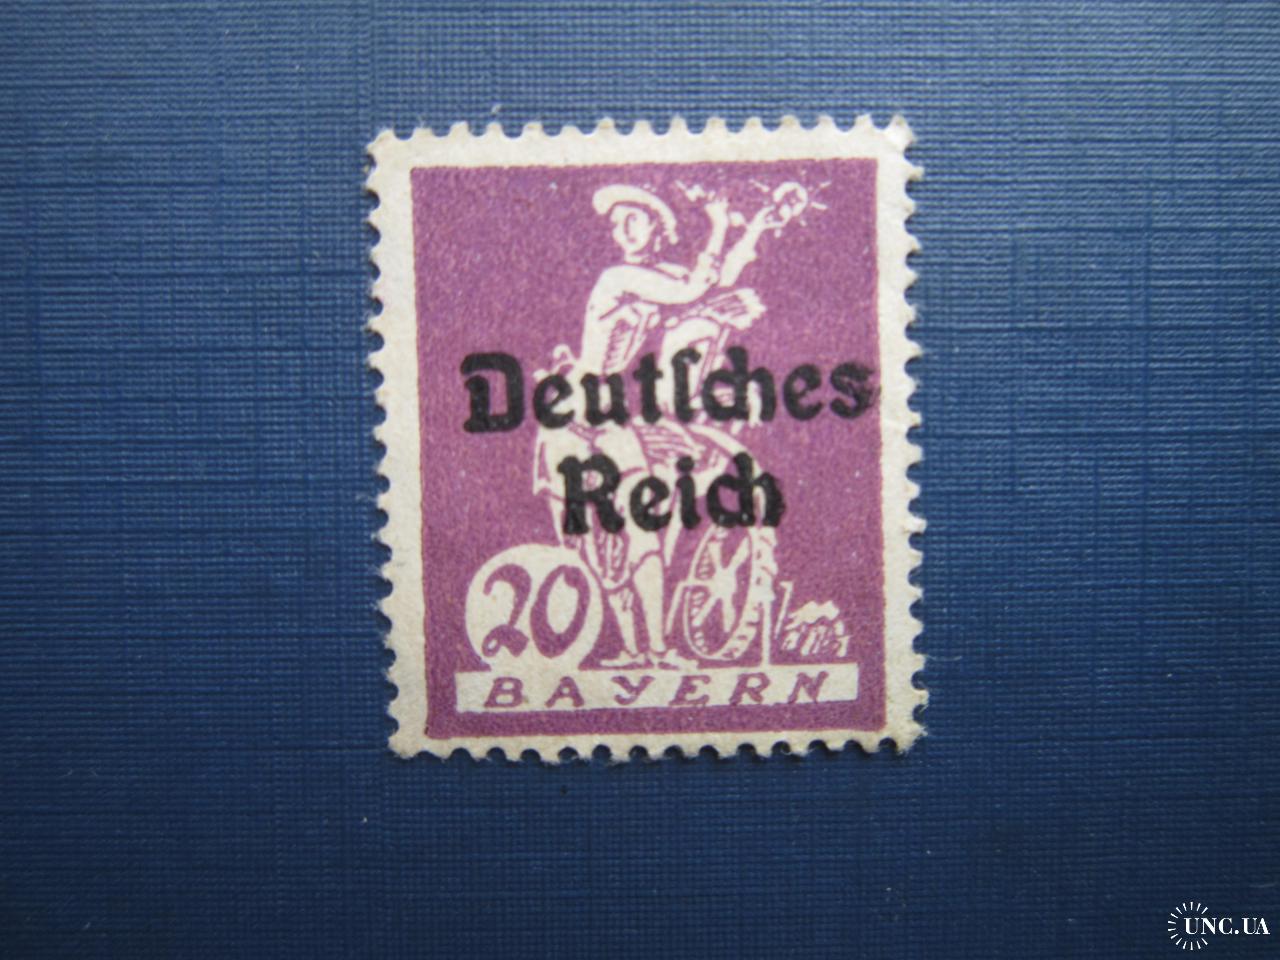 Deutſches
Reich
20
BAYERN
UNC.UA